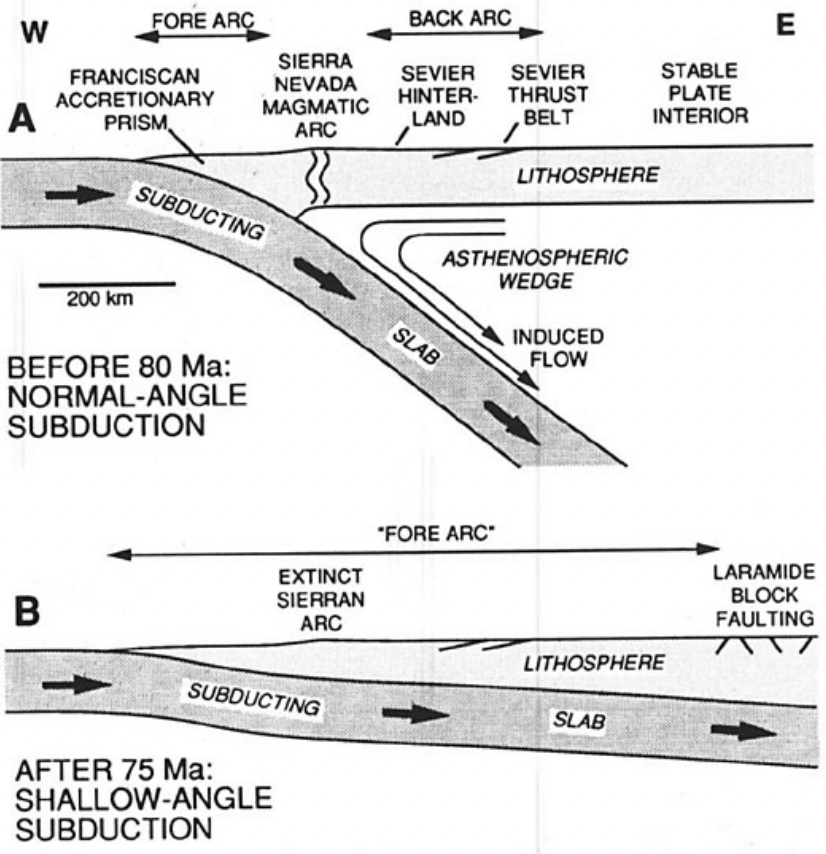 W
FORE ARC
BACK ARC
E
A
FRANCISCAN
ACCRETIONARY
PRISM
SIERRA
NEVADA
MAGMATIC
ARC
SEVIER
HINTER-
LAND
SEVIER
THRUST
BELT
STABLE
PLATE
INTERIOR
LITHOSPHERE
SUBDUCTING
ASTHENOSPHERIC
WEDGE
200 km
SLAB
INDUCED
FLOW
BEFORE 80 Ma:
NORMAL-ANGLE
SUBDUCTION
"FORE ARC"
B
EXTINCT
SIERRAN
ARC
LARAMIDE
BLOCK
FAULTING
LITHOSPHERE
SUBDUCTING
SLAB
AFTER 75 Ma:
SHALLOW-ANGLE
SUBDUCTION